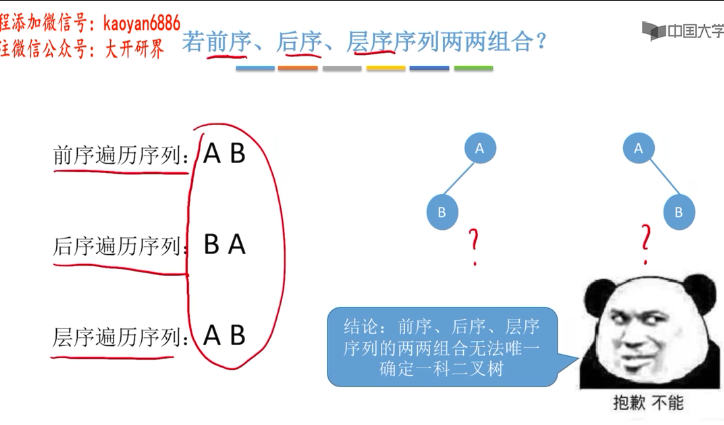 程添加微信号：kaoyan6886
注微信公众号：大开研界
若前序、后序、层序序列两两组合？
中国大学
前序遍历序列：A B
后序遍历序列：B A
层序遍历序列：A B
A
B
?
A
B
?
结论：前序、后序、层序
序列的两两组合无法唯一
确定一科二叉树
抱歉 不能